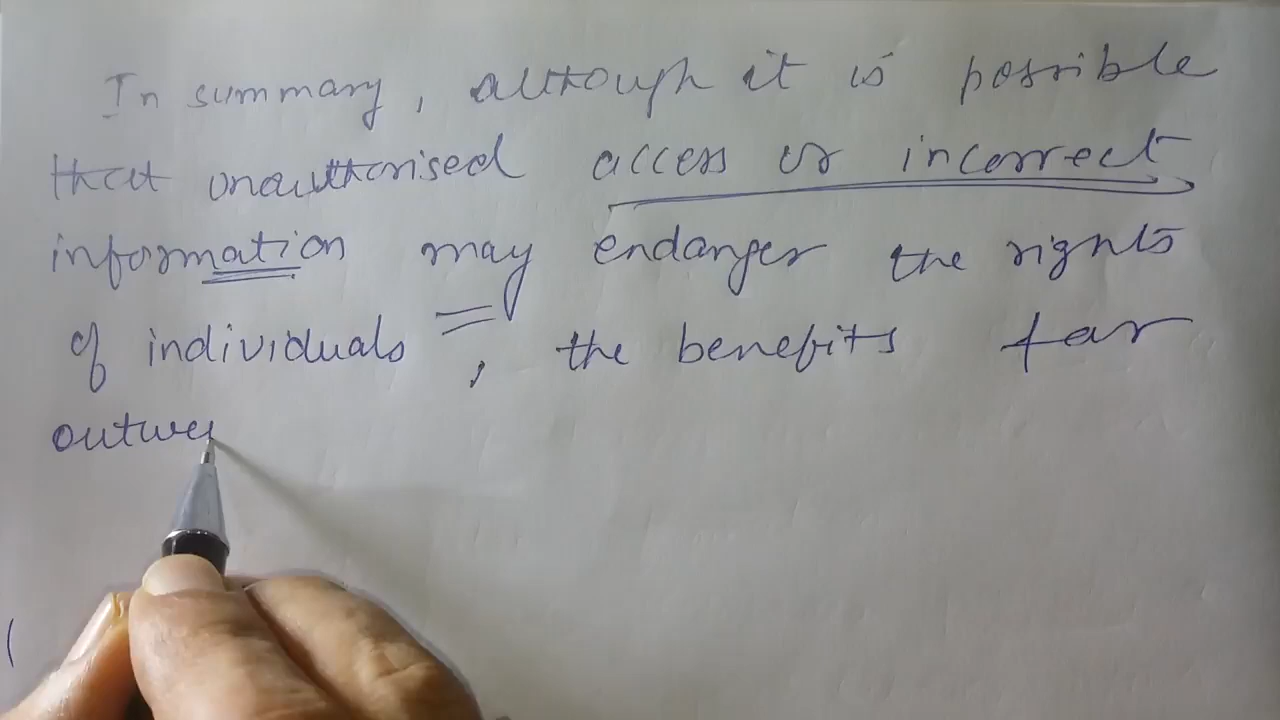 In summary, although it is possible
that unauthorised access or incorrect
information may endanger the rights
of individuals, the benefits far
outwe